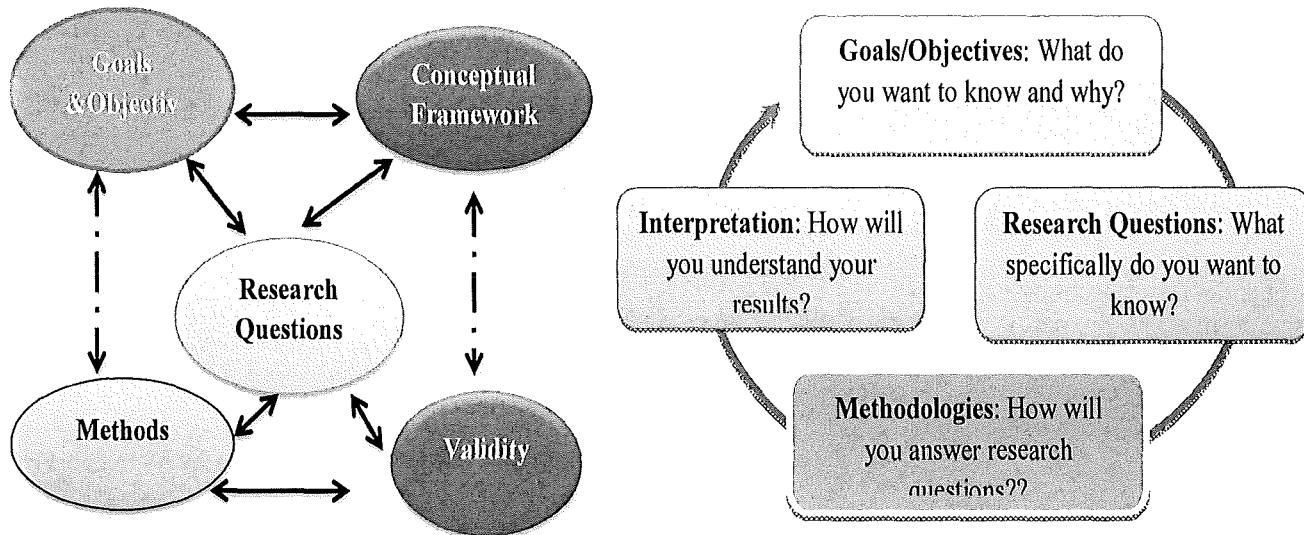 Goals
&Objectiv
Conceptual
Framework
Research
Questions
Methods
Validity
Goals/Objectives: What do
you want to know and why?
Interpretation: How will
you understand your
results?
Research Questions: What
specifically do you want to
know?
Methodologies: How will
you answer research
questions??